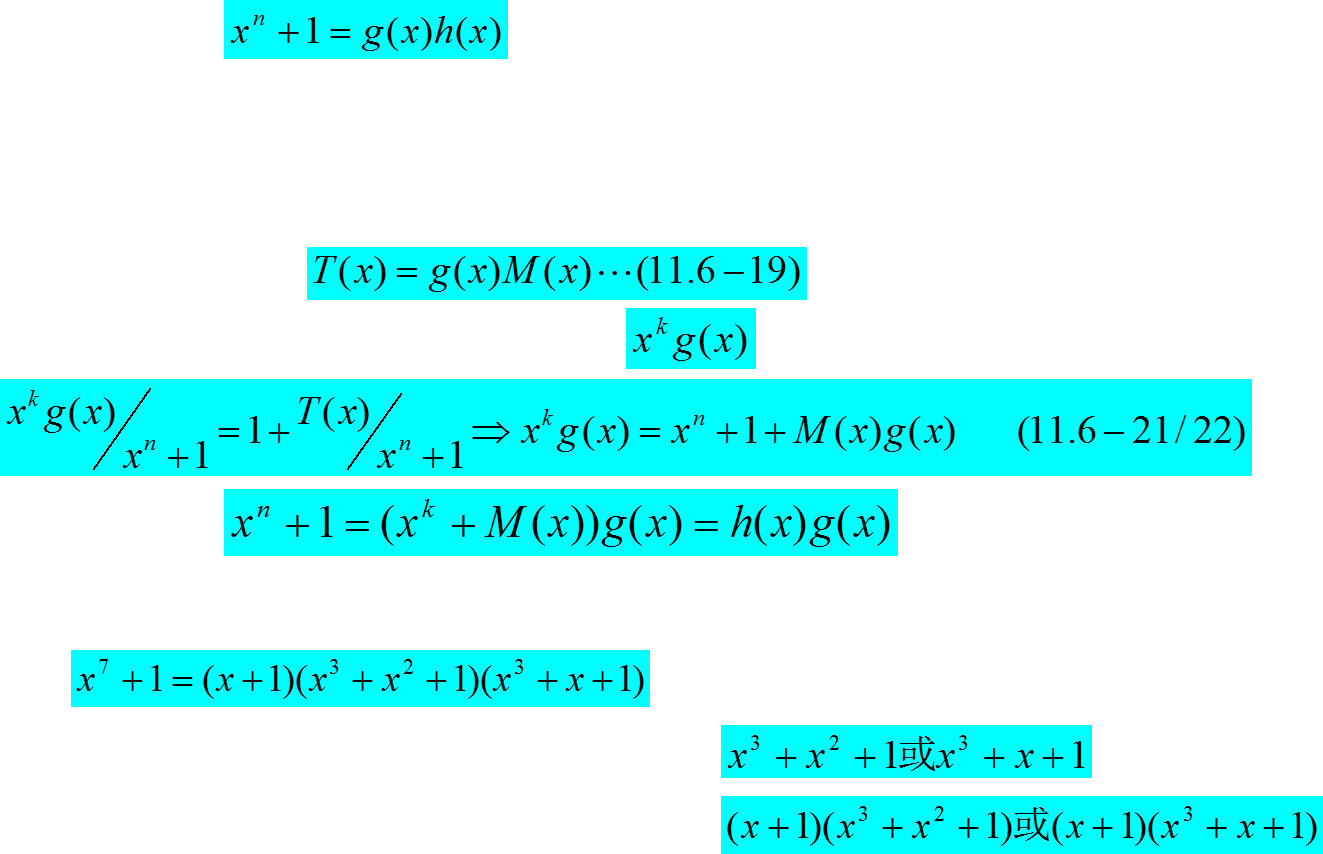 xⁿ + 1 = g(x)h(x)
T(x) = g(x)M(x)⋯(11.6−19)
xᵏg(x)
xᵏg(x)/xⁿ+1 = 1 + T(x)/xⁿ+1 ⇒ xᵏg(x) = xⁿ + 1 + M(x)g(x) (11.6−21/22)
xⁿ + 1 = (xᵏ + M(x))g(x) = h(x)g(x)
x⁷ + 1 = (x+1)(x³ + x² + 1)(x³ + x + 1)
x³ + x² + 1或x³ + x + 1
(x+1)(x³ + x² + 1)或(x+1)(x³ + x + 1)